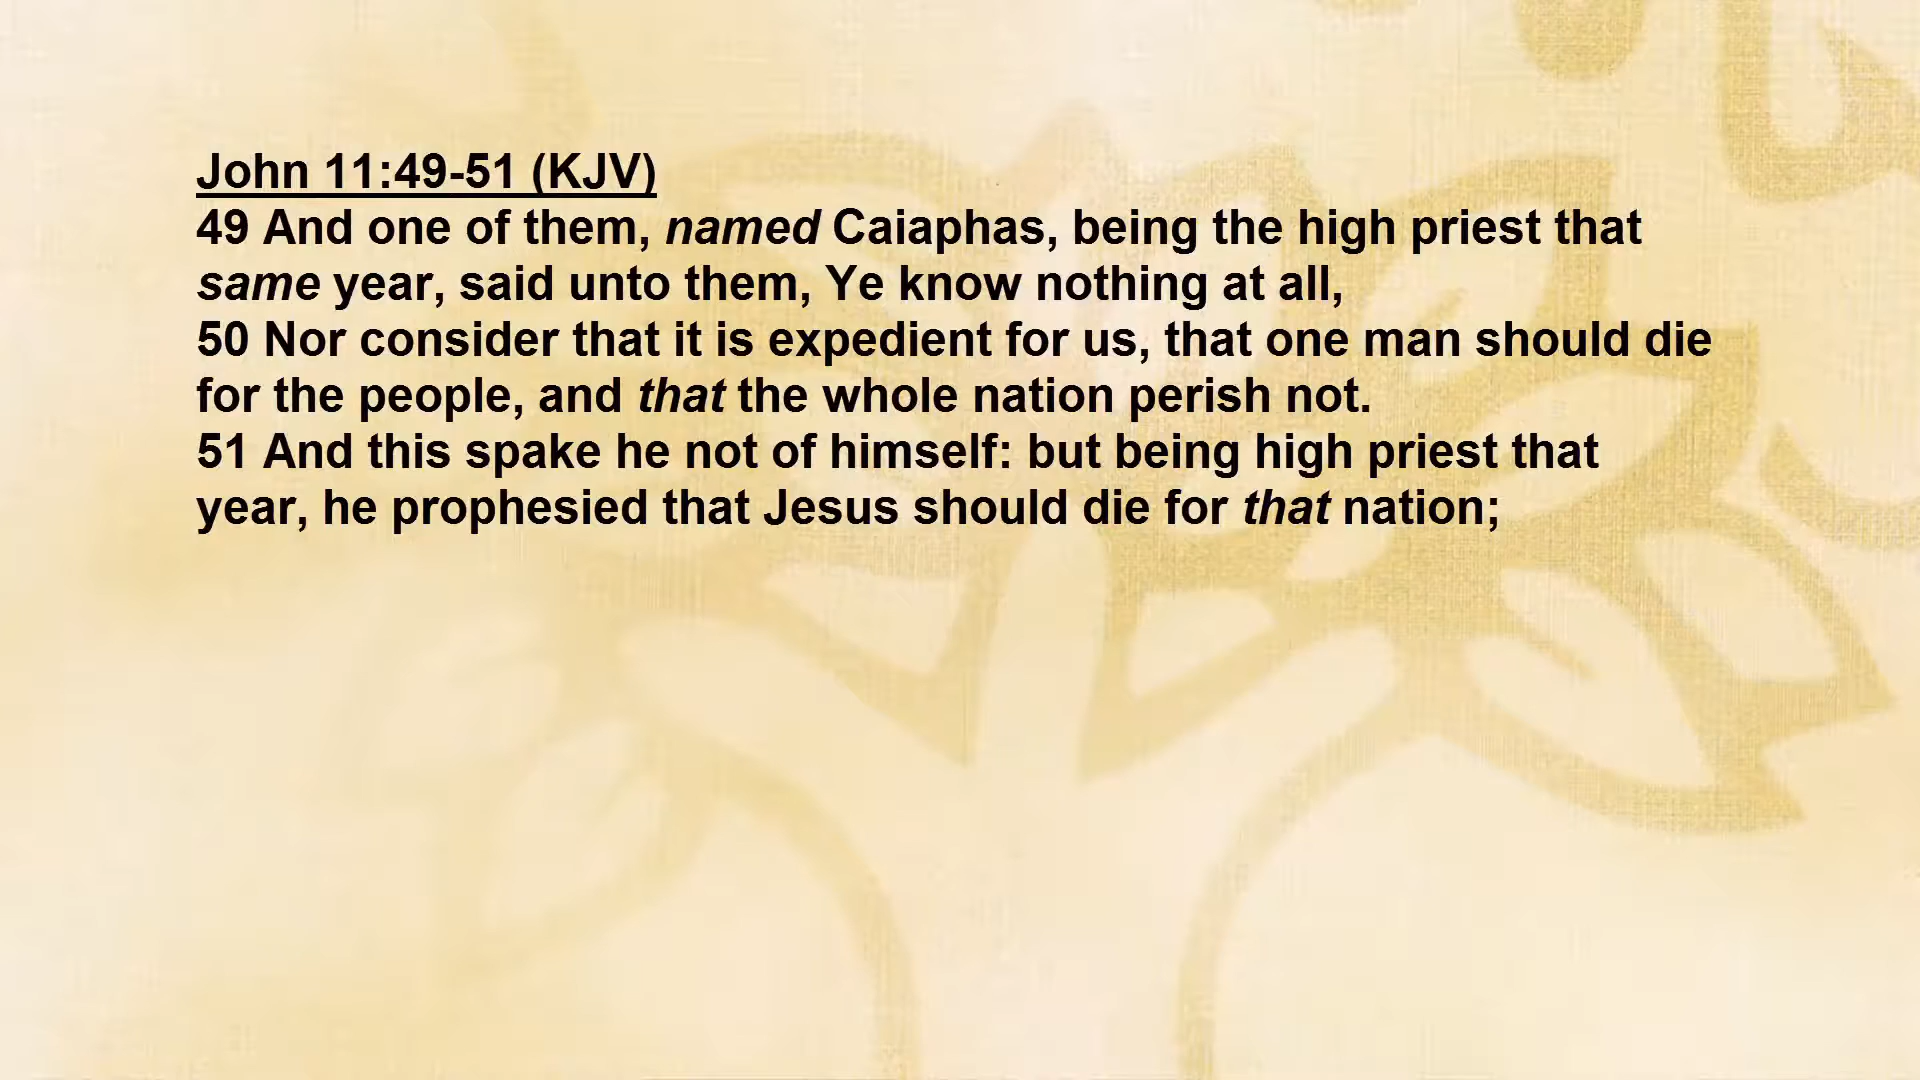 John 11:49-51 (KJV)
49 And one of them, named Caiaphas, being the high priest that
same year, said unto them, Ye know nothing at all,
50 Nor consider that it is expedient for us, that one man should die
for the people, and that the whole nation perish not.
51 And this spake he not of himself: but being high priest that
year, he prophesied that Jesus should die for that nation;